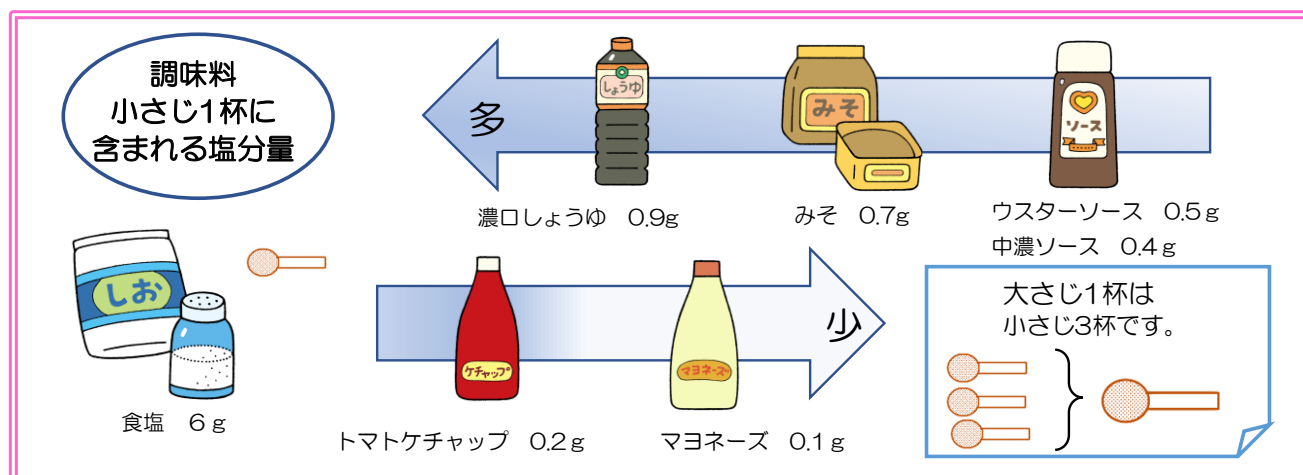 調味料
小さじ1杯に
含まれる塩分量
多
しょうゆ
みそ
ソース
濃口しょうゆ 0.9g
みそ 0.7g
ウスターソース 0.5g
中濃ソース 0.4g
しお
食塩 6g
ケチャップ
マヨネーズ
少
トマトケチャップ 0.2g
マヨネーズ 0.1g
大さじ1杯は
小さじ3杯です。